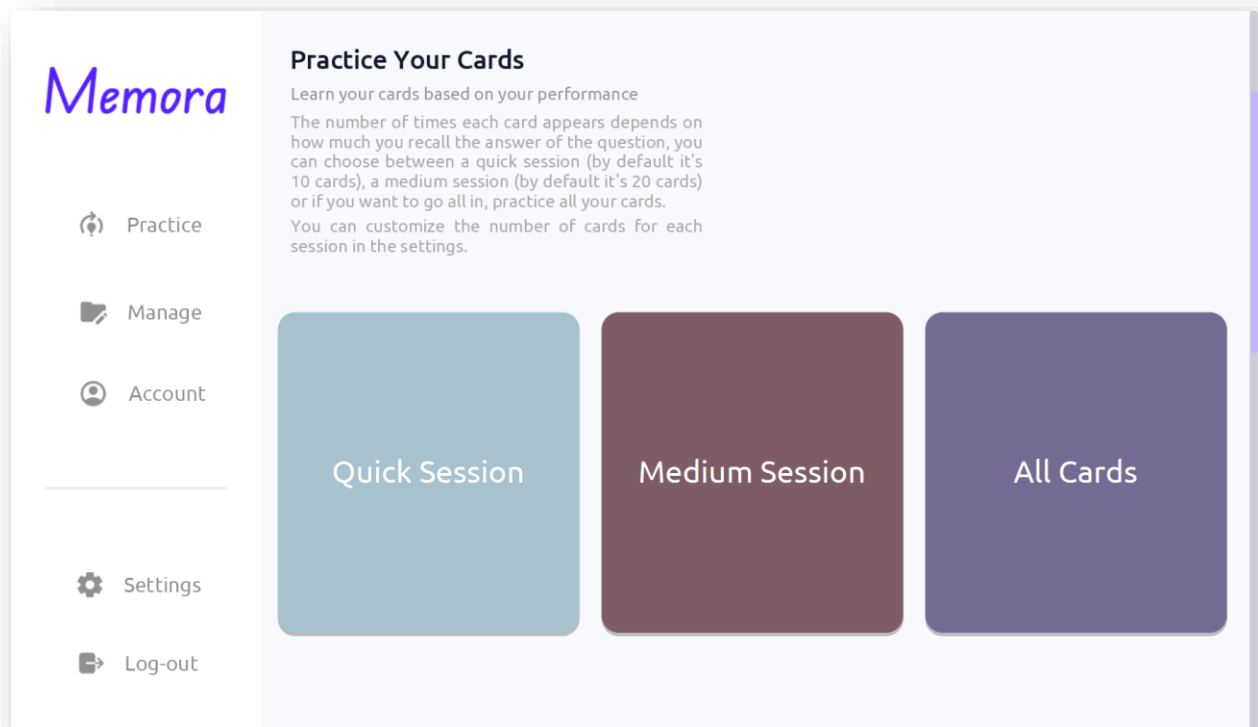 Memora
Practice
Manage
Account
Settings
Log-out
Practice Your Cards
Learn your cards based on your performance
The number of times each card appears depends on
how much you recall the answer of the question, you
can choose between a quick session (by default it's
10 cards), a medium session (by default it's 20 cards)
or if you want to go all in, practice all your cards.
You can customize the number of cards for each
session in the settings.
Quick Session
Medium Session
All Cards